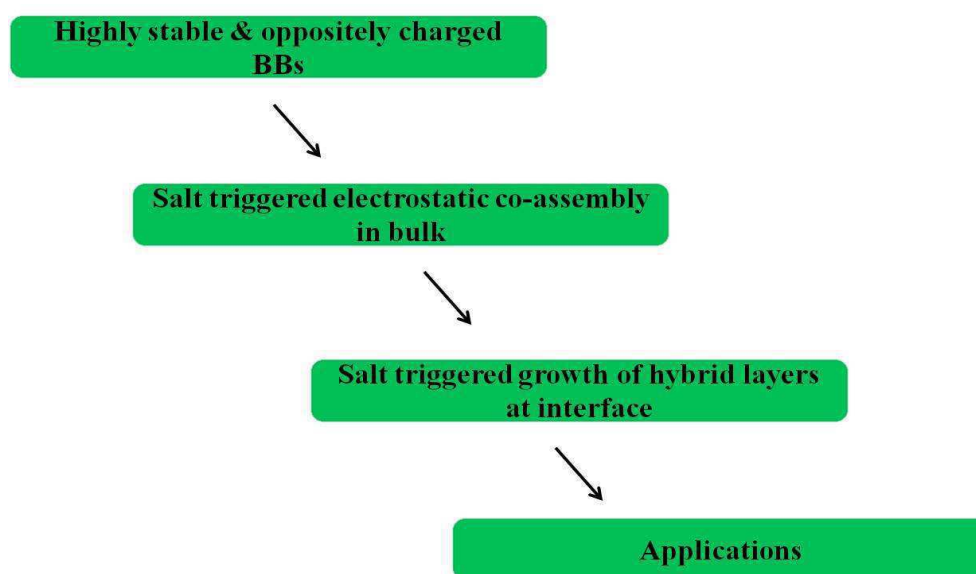 Highly stable & oppositely charged
BBs
Salt triggered electrostatic co-assembly
in bulk
Salt triggered growth of hybrid layers
at interface
Applications